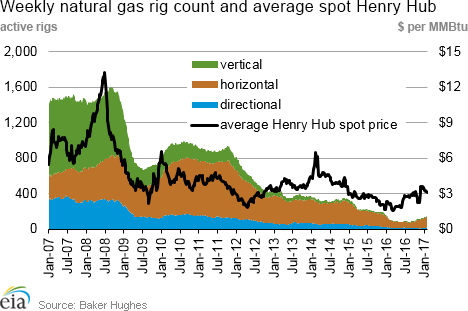 Weekly natural gas rig count and average spot Henry Hub
active rigs
$ per MMBtu
2,000
1,600
1,200
800
400
0
$15
$12
$9
$6
$3
$0
vertical
horizontal
directional
average Henry Hub spot price
Jan-07
Jul-07
Jan-08
Jul-08
Jan-09
Jul-09
Jan-10
Jul-10
Jan-11
Jul-11
Jan-12
Jul-12
Jan-13
Jul-13
Jan-14
Jul-14
Jan-15
Jul-15
Jan-16
Jul-16
Jan-17
eia
Source: Baker Hughes